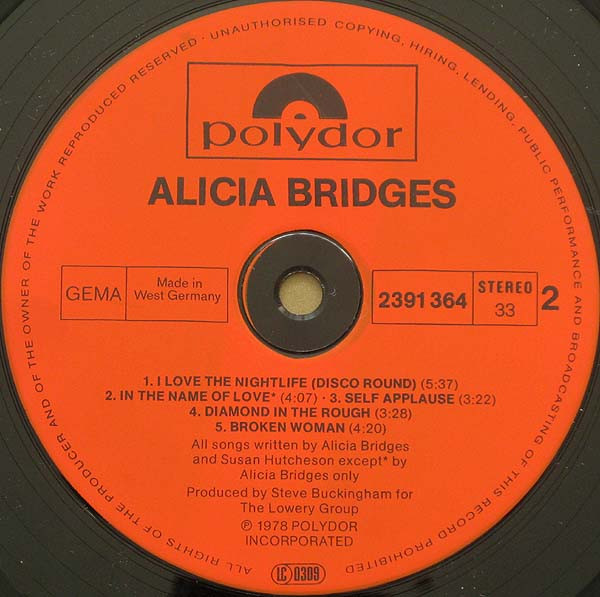 ALL RIGHTS OF THE PRODUCER AND OF THE OWNER OF THE WORK REPRODUCED RESERVED · UNAUTHORISED COPYING, HIRING, LENDING, PUBLIC PERFORMANCE AND BROADCASTING OF THIS RECORD PROHIBITED
polydor
ALICIA BRIDGES
GEMA
Made in
West Germany
2391 364
STEREO
33
2
1. I LOVE THE NIGHTLIFE (DISCO ROUND) (5:37)
2. IN THE NAME OF LOVE* (4:07) · 3. SELF APPLAUSE (3:22)
4. DIAMOND IN THE ROUGH (3:28)
5. BROKEN WOMAN (4:20)
All songs written by Alicia Bridges
and Susan Hutcheson except* by
Alicia Bridges only
Produced by Steve Buckingham for
The Lowery Group
℗ 1978 POLYDOR
INCORPORATED
LC 0309